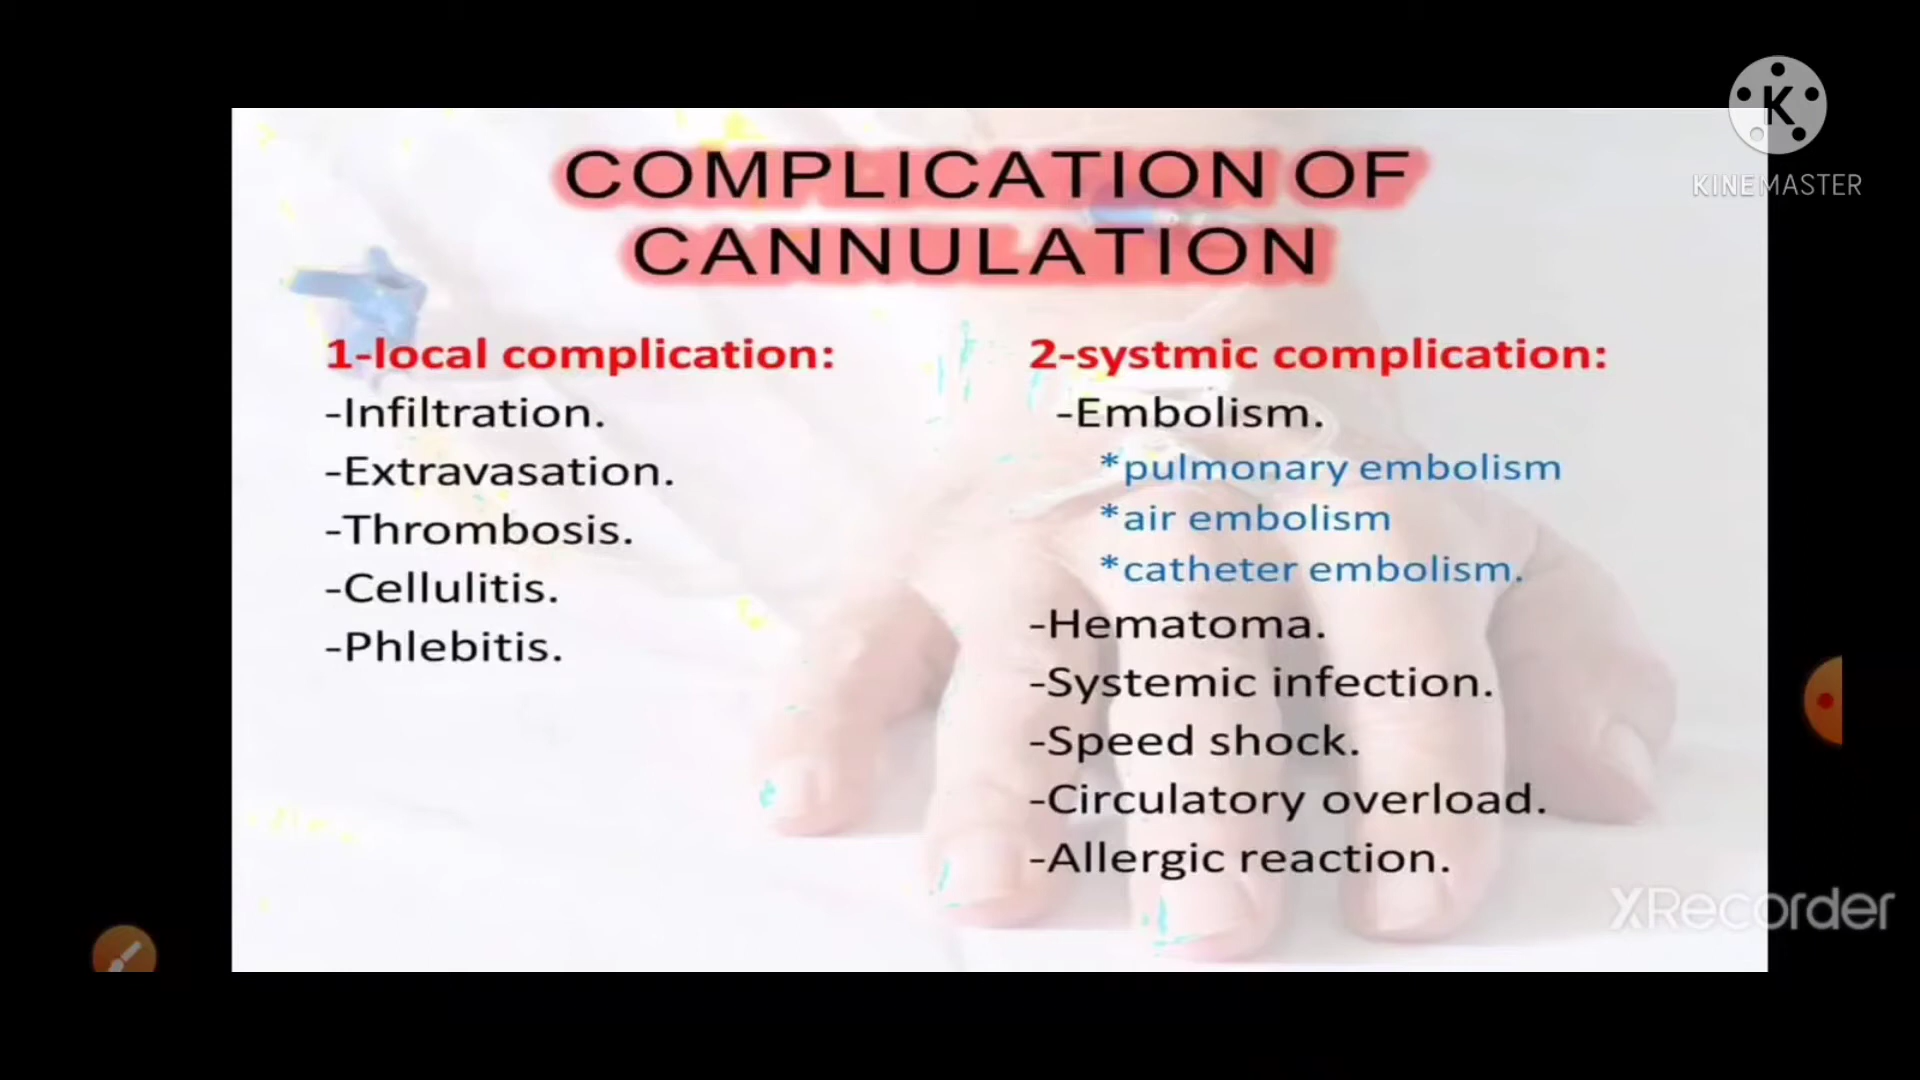 COMPLICATION OF
CANNULATION
1-local complication:
-Infiltration.
-Extravasation.
-Thrombosis.
-Cellulitis.
-Phlebitis.
2-systmic complication:
-Embolism.
*pulmonary embolism
*air embolism
*catheter embolism.
-Hematoma.
-Systemic infection.
-Speed shock.
-Circulatory overload.
-Allergic reaction.
K
KINEMASTER
XRecorder